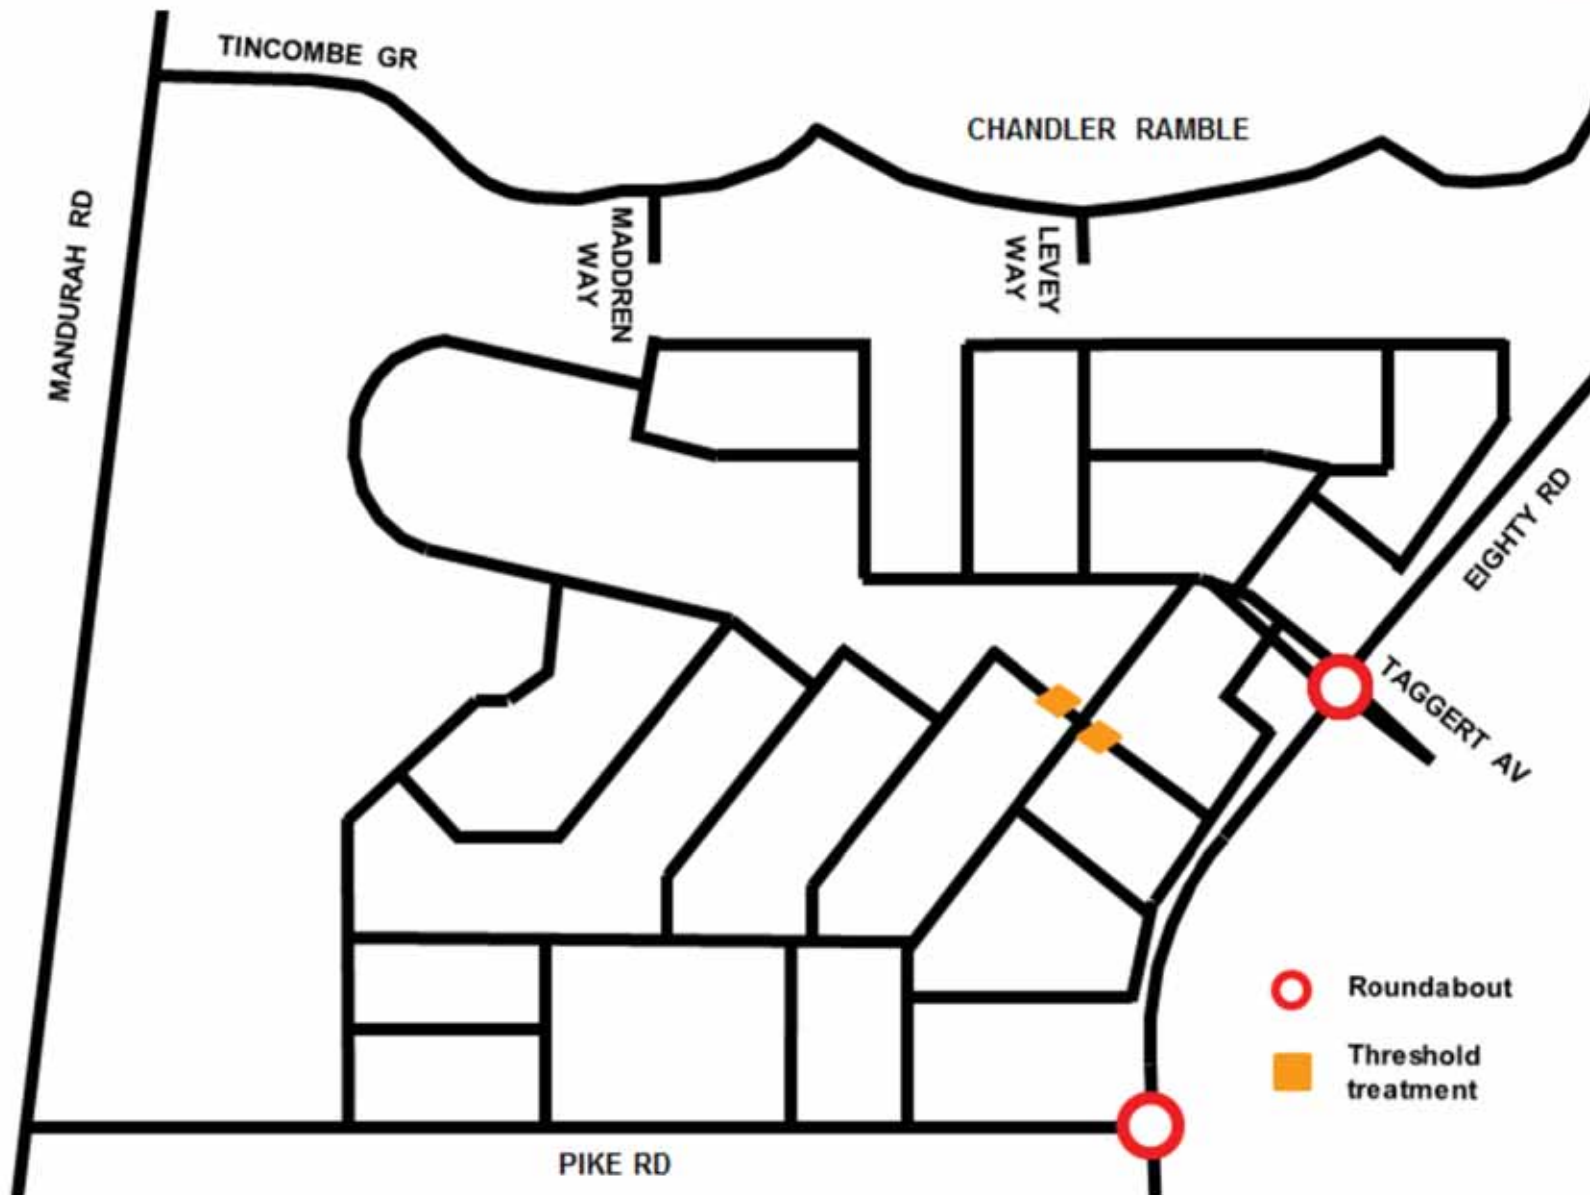 TINCOMBE GR
CHANDLER RAMBLE
MANDURAH RD
MADDREN
WAY
LEVEY
WAY
EIGHTY RD
TAGGERT AV
Roundabout
Threshold
treatment
PIKE RD